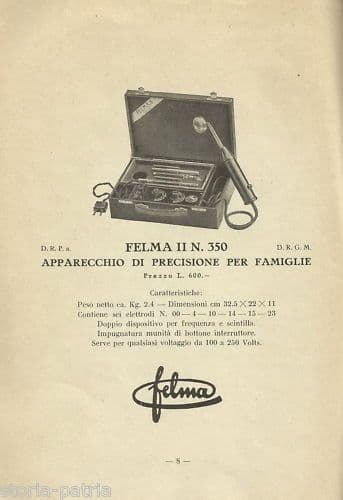 FELMA
D. R. P. a.
FELMA II N. 350
D. R. G. M.
APPARECCHIO DI PRECISIONE PER FAMIGLIE
Prezzo L. 600.—
Caratteristiche:
Peso netto ca. Kg. 2.4 — Dimensioni cm 32.5 × 22 × 11
Contiene sei elettrodi N. 00—4—10—14—15—23
Doppio dispositivo per frequenza e scintilla.
Impugnatura munità di bottone interruttore.
Serve per qualsiasi voltaggio da 100 a 250 Volts.
felma
— 8 —
storia-patria